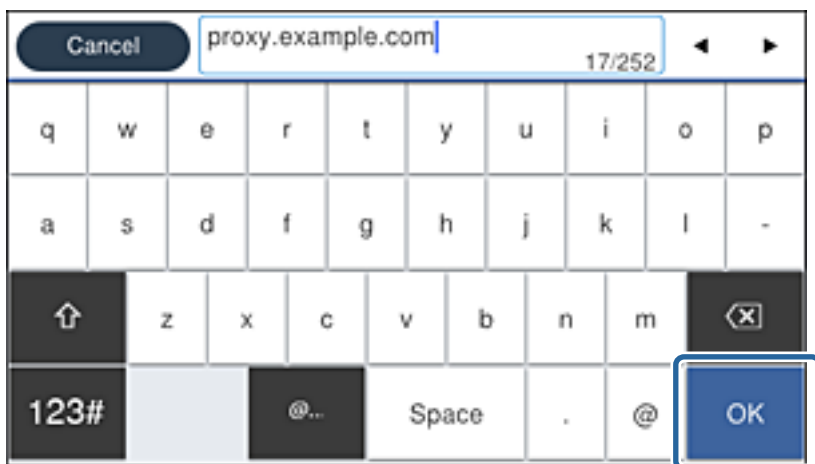 Cancel proxy.example.com
17/252 ◄ ►
q w e r t y u i o p
a s d f g h j k l -
z x c v b n m
123# @... Space . @ OK